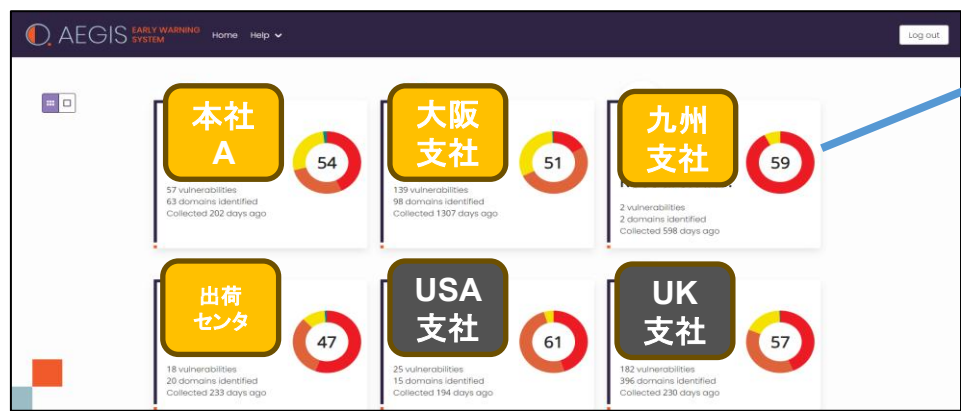 AEGIS EARLY WARNING SYSTEM Home Help Log out
本社
A
54
57 vulnerabilities
63 domains identified
Collected 202 days ago
大阪
支社
51
139 vulnerabilities
98 domains identified
Collected 1307 days ago
九州
支社
59
2 vulnerabilities
2 domains identified
Collected 598 days ago
出荷
センタ
47
18 vulnerabilities
20 domains identified
Collected 233 days ago
USA
支社
61
25 vulnerabilities
15 domains identified
Collected 194 days ago
UK
支社
57
182 vulnerabilities
396 domains identified
Collected 230 days ago